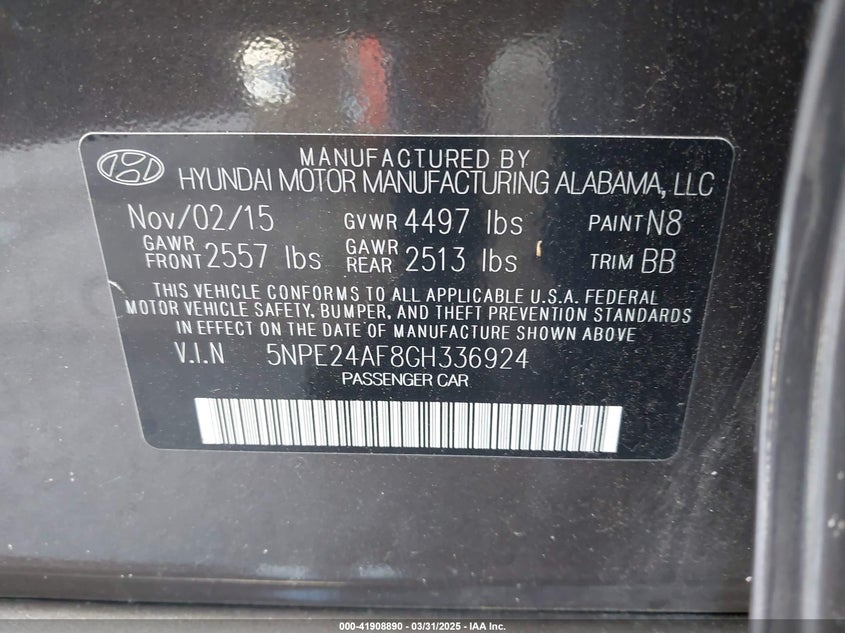 MANUFACTURED BY
HYUNDAI MOTOR MANUFACTURING ALABAMA, LLC
Nov/02/15 GVWR 4497 lbs PAINT N8
GAWR FRONT 2557 lbs GAWR REAR 2513 lbs TRIM BB
THIS VEHICLE CONFORMS TO ALL APPLICABLE U.S.A. FEDERAL
MOTOR VEHICLE SAFETY, BUMPER, AND THEFT PREVENTION STANDARDS
IN EFFECT ON THE DATE OF MANUFACTURE SHOWN ABOVE
V.I.N 5NPE24AF8GH336924
PASSENGER CAR
000-41908890 - 03/31/2025 - IAA Inc.